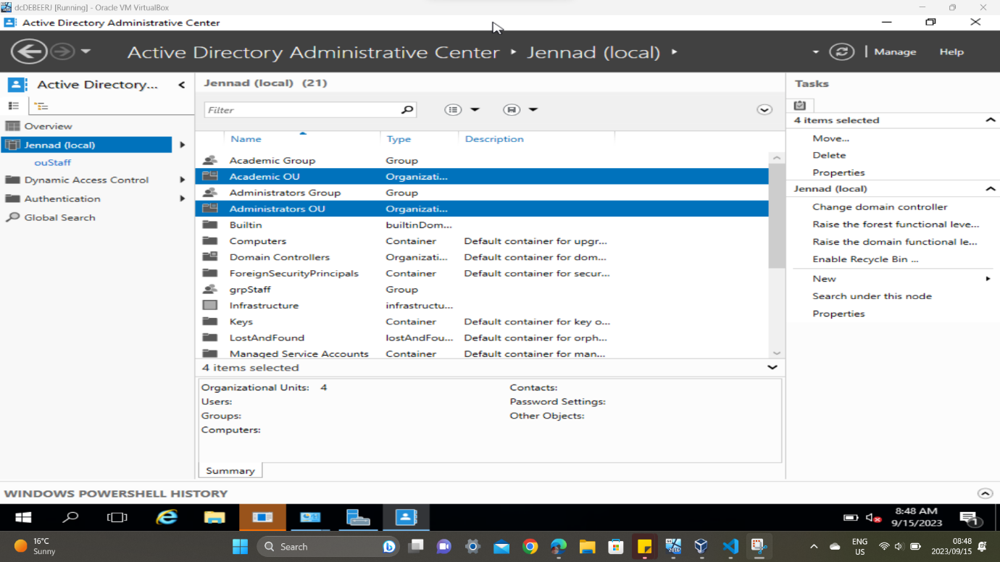 dcDEBEERJ [Running] - Oracle VM VirtualBox
Active Directory Administrative Center
Active Directory Administrative Center ‣ Jennad (local) ‣
Manage
Help
Active Directory...
Overview
Jennad (local)
ouStaff
Dynamic Access Control
Authentication
Global Search
Jennad (local) (21)
Filter
Name Type Description
Academic Group Group
Academic OU Organizati...
Administrators Group Group
Administrators OU Organizati...
Builtin builtinDom...
Computers Container Default container for upgr...
Domain Controllers Organizati... Default container for dom...
ForeignSecurityPrincipals Container Default container for secur...
grpStaff Group
Infrastructure infrastructu...
Keys Container Default container for key o...
LostAndFound lostAndFou... Default container for orph...
Managed Service Accounts Container Default container for man...
4 items selected
Organizational Units: 4
Users:
Groups:
Computers:
Contacts:
Password Settings:
Other Objects:
Summary
Tasks
4 items selected
Move...
Delete
Properties
Jennad (local)
Change domain controller
Raise the forest functional leve...
Raise the domain functional le...
Enable Recycle Bin ...
New
Search under this node
Properties
WINDOWS POWERSHELL HISTORY
8:48 AM
9/15/2023
1
16°C
Sunny
Search
2016
ENG
US
08:48
2023/09/15